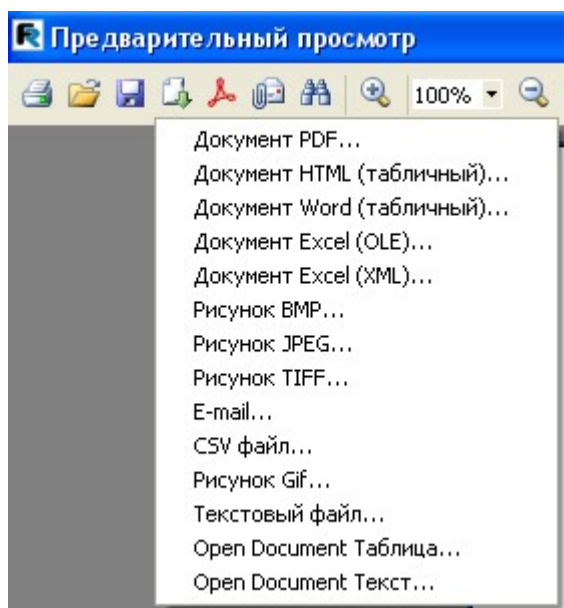 Предварительный просмотр
100%
Документ PDF...
Документ HTML (табличный)...
Документ Word (табличный)...
Документ Excel (OLE)...
Документ Excel (XML)...
Рисунок BMP...
Рисунок JPEG...
Рисунок TIFF...
E-mail...
CSV файл...
Рисунок Gif...
Текстовый файл...
Open Document Таблица...
Open Document Текст...